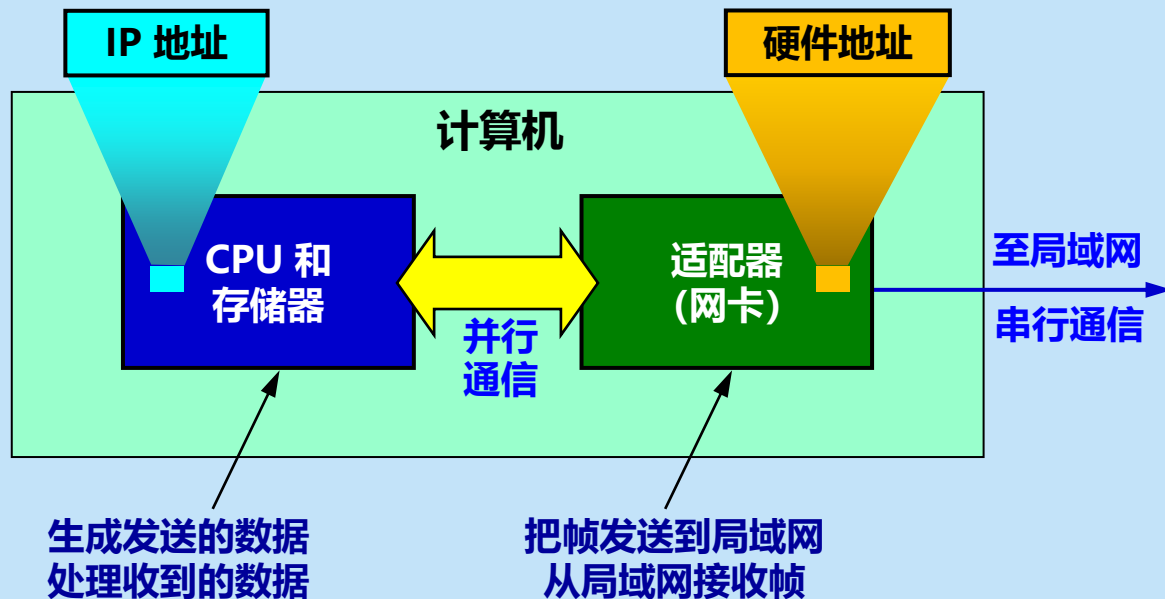 IP 地址
硬件地址
计算机
CPU 和
存储器
适配器
（网卡）
并行
通信
至局域网
串行通信
生成发送的数据
处理收到的数据
把帧发送到局域网
从局域网接收帧